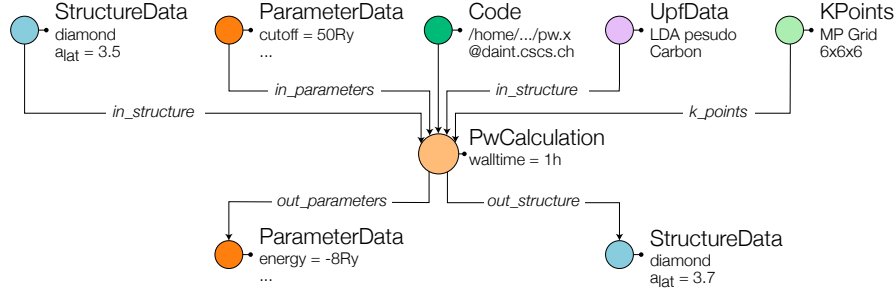 StructureData
diamond
alat = 3.5
ParameterData
cutoff = 50Ry
...
Code
/home/.../pw.x
@daint.cscs.ch
UpfData
LDA pesudo
Carbon
KPoints
MP Grid
6x6x6
in_parameters
in_structure
in_structure
k_points
PwCalculation
walltime = 1h
out_parameters
out_structure
ParameterData
energy = -8Ry
...
StructureData
diamond
alat = 3.7